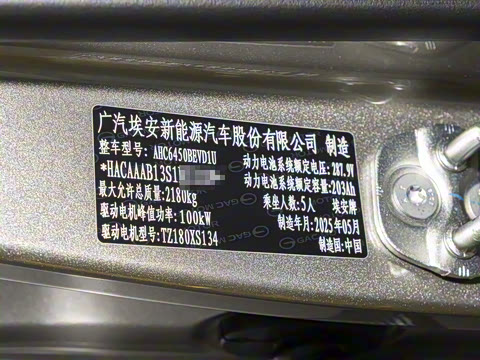 广汽埃安新能源汽车股份有限公司 制造
整车型号: AHC6450BEVD1U
动力电池系统额定电压: 287.9V
*HACAAAB13S1
动力电池系统额定容量: 203Ah
最大允许总质量: 2180kg
乘坐人数: 5人 埃安牌
驱动电机峰值功率: 100kW
制造年月: 2025年05月
驱动电机型号: TZ180XS134
制造国: 中国